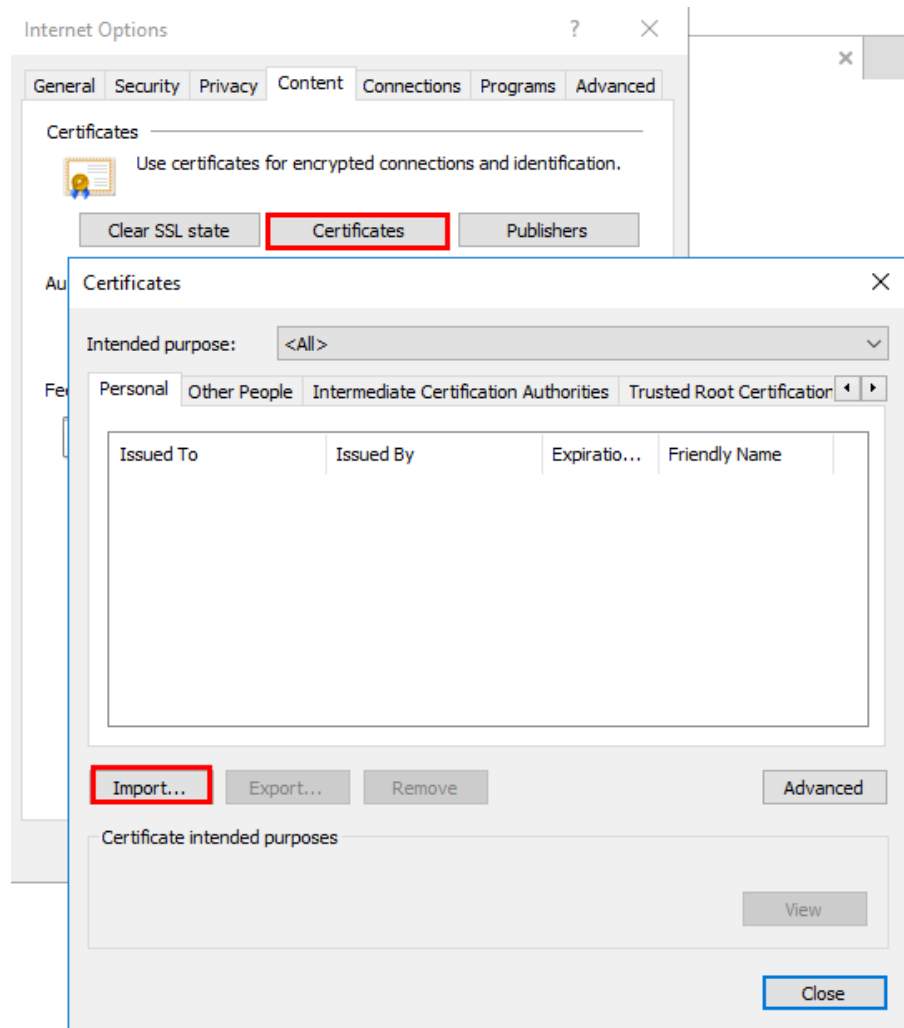 Internet Options
General Security Privacy Content Connections Programs Advanced
Certificates
Use certificates for encrypted connections and identification.
Clear SSL state Certificates Publishers
Au
Certificates
Intended purpose: <All>
Fe
Personal Other People Intermediate Certification Authorities Trusted Root Certification
Issued To Issued By Expiratio... Friendly Name
Import... Export... Remove Advanced
Certificate intended purposes
View
Close